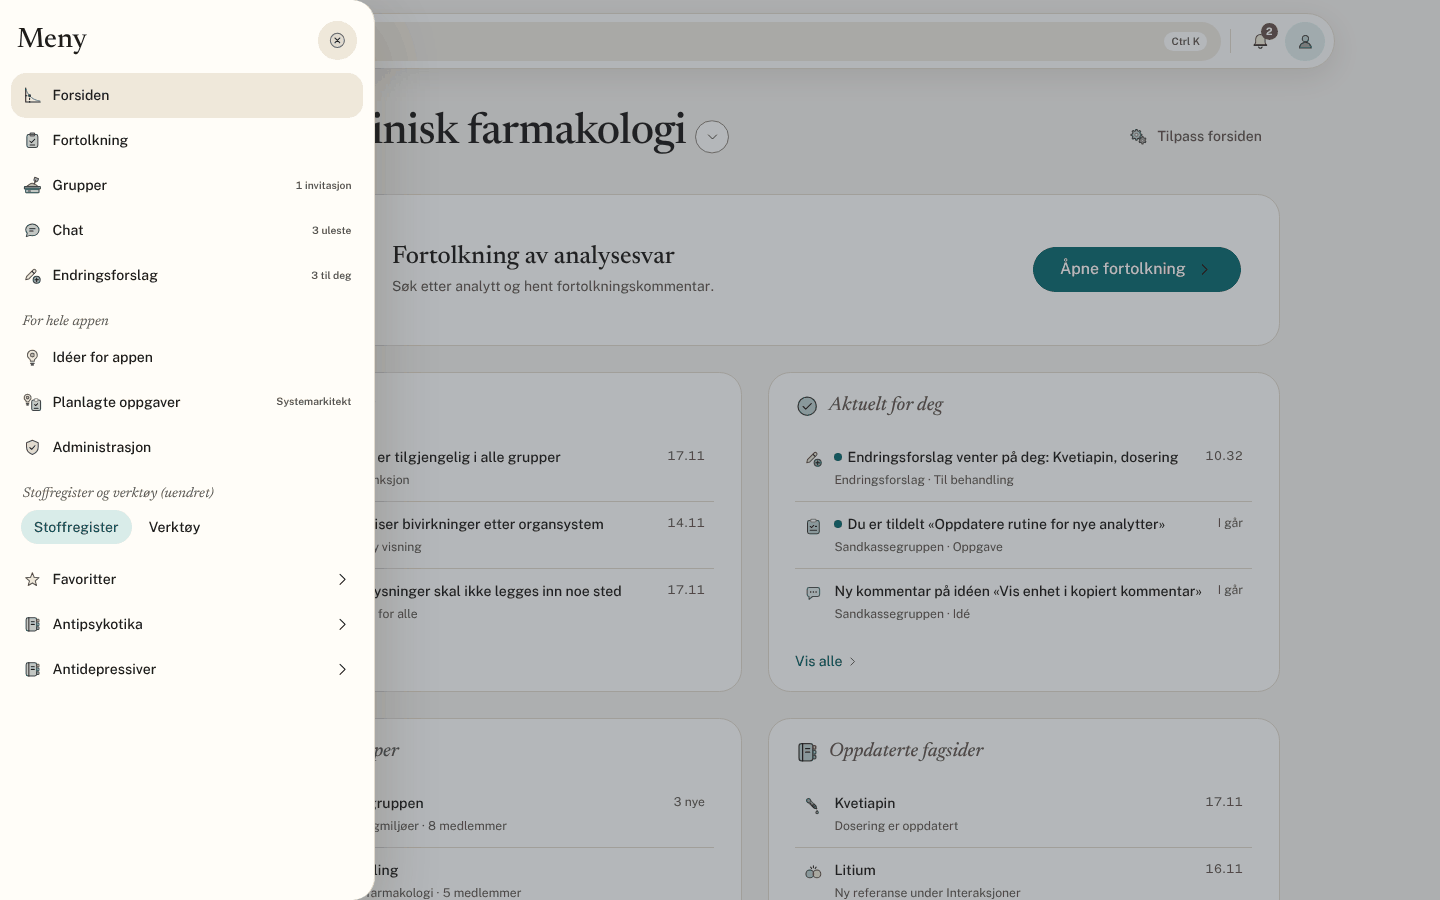 Meny
Forsiden
Fortolkning
Grupper
1 invitasjon
Chat
3 uleste
Endringsforslag
3 til deg
For hele appen
Idéer for appen
Planlagte oppgaver
Systemarkitekt
Administrasjon
Stoffregister og verktøy (uendret)
Stoffregister
Verktøy
Favoritter
Antipsykotika
Antidepressiver
Ctrl K
2
inisk farmakologi
Tilpass forsiden
Fortolkning av analysesvar
Søk etter analytt og hent fortolkningskommentar.
Åpne fortolkning
er tilgjengelig i alle grupper
17.11
nksjon
iser bivirkninger etter organsystem
14.11
y visning
ysninger skal ikke legges inn noe sted
17.11
for alle
Aktuelt for deg
Endringsforslag venter på deg: Kvetiapin, dosering
10.32
Endringsforslag · Til behandling
Du er tildelt «Oppdatere rutine for nye analytter»
I går
Sandkassegruppen · Oppgave
Ny kommentar på idéen «Vis enhet i kopiert kommentar»
I går
Sandkassegruppen · Idé
Vis alle
per
gruppen
3 nye
gmiljøer · 8 medlemmer
ling
armakologi · 5 medlemmer
Oppdaterte fagsider
Kvetiapin
17.11
Dosering er oppdatert
Litium
16.11
Ny referanse under Interaksjoner